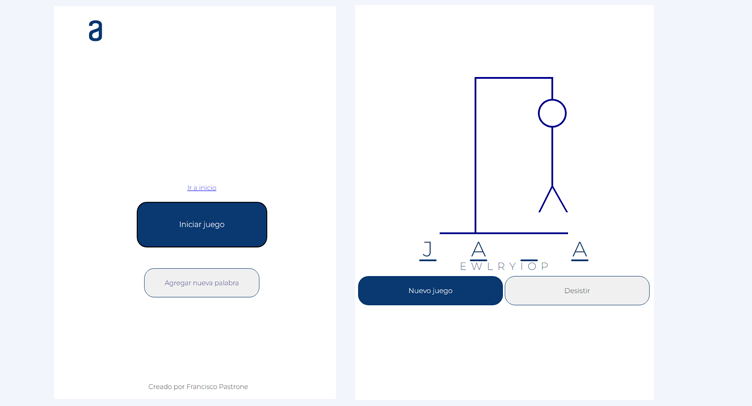 a
Ir a inicio
Iniciar juego
Agregar nueva palabra
Creado por Francisco Pastrone
J A _ A
E W L R Y I O P
Nuevo juego
Desistir